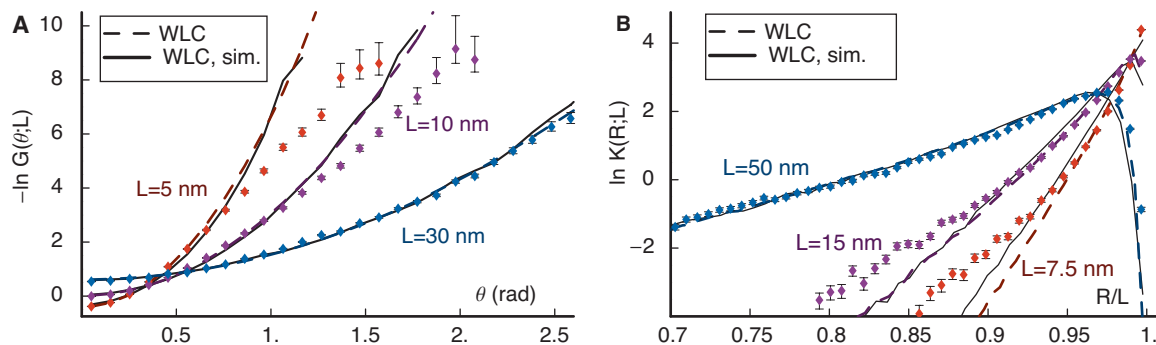 A
WLC
WLC, sim.
−ln G(θ;L)
10
8
6
4
2
0
L=5 nm
L=10 nm
L=30 nm
θ (rad)
0.5
1.
1.5
2.
2.5
B
WLC
WLC, sim.
ln K(R;L)
4
2
0
−2
L=50 nm
L=15 nm
L=7.5 nm
R/L
0.7
0.75
0.8
0.85
0.9
0.95
1.